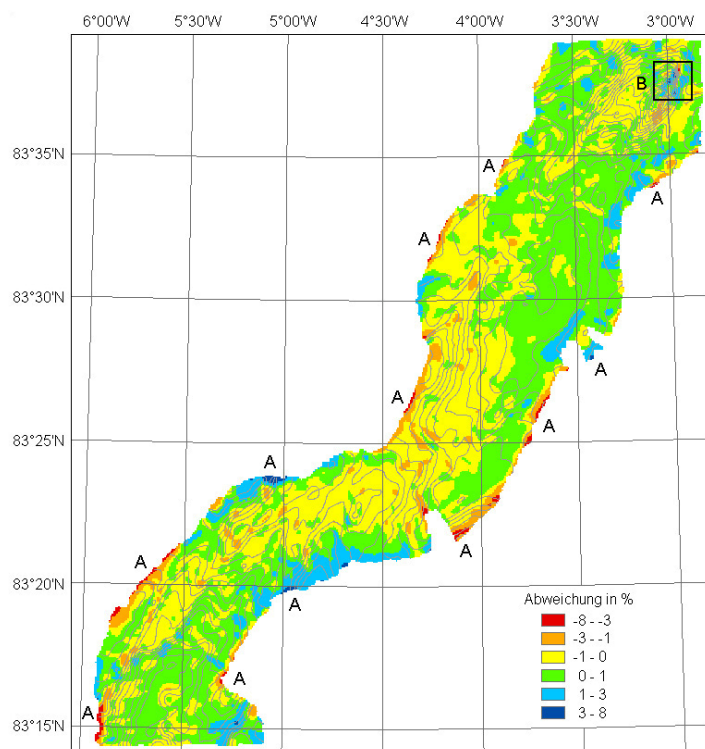 6°00'W 5°30'W 5°00'W 4°30'W 4°00'W 3°30'W 3°00'W
B
83°35'N
A
A
A
83°30'N
A
A
83°25'N
A
A
A
83°20'N
A
A
Abweichung in %
-8 - -3
-3 - -1
-1 - 0
0 - 1
1 - 3
3 - 8
A
A
83°15'N